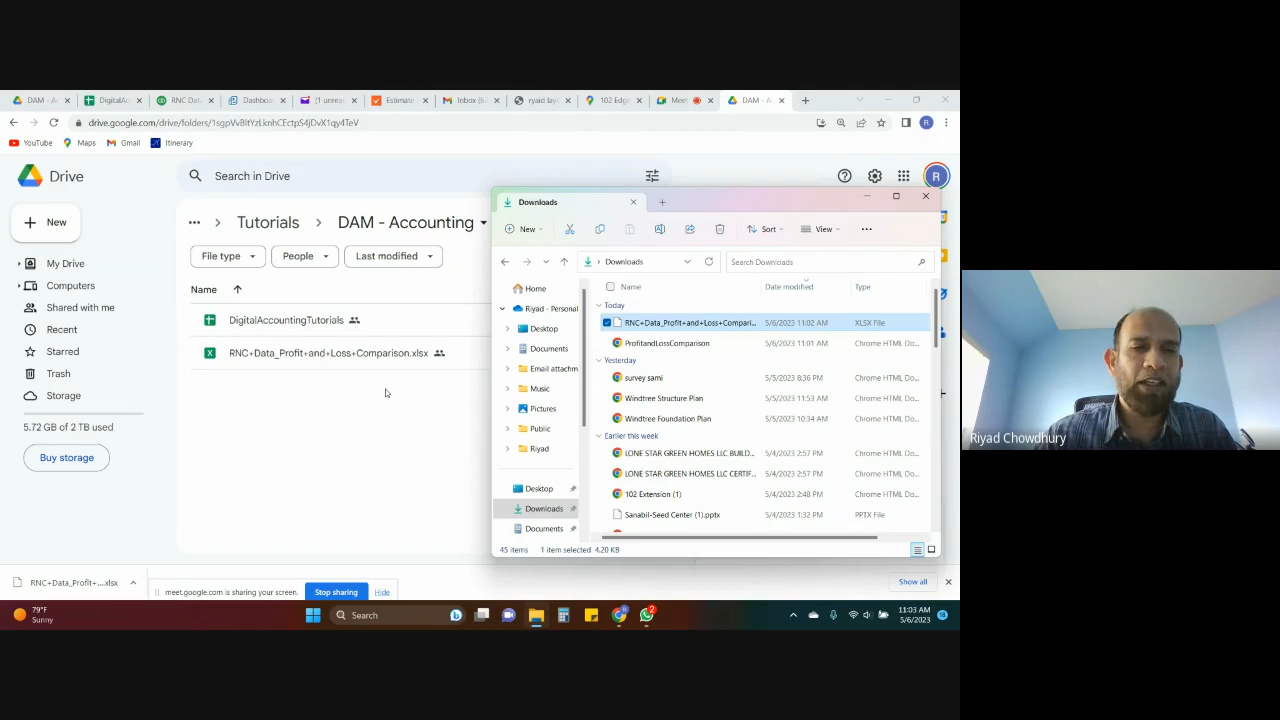 DAM - A
DigitalAc
RNC Dat
Dashboa
(1 unrea
Estimate
Inbox (6
ryaid lay
102 Edge
Meet
DAM - A
drive.google.com/drive/folders/1sgpVvBltYzLknhCEctpS4jDvX1qy4TeV
YouTube
Maps
Gmail
Itinerary
Drive
Search in Drive
R
New
Tutorials
DAM - Accounting
File type
People
Last modified
My Drive
Computers
Shared with me
Recent
Starred
Trash
Storage
5.72 GB of 2 TB used
Buy storage
Name
DigitalAccountingTutorials
RNC+Data_Profit+and+Loss+Comparison.xlsx
Downloads
New
Sort
View
Downloads
Search Downloads
Home
Riyad - Personal
Desktop
Documents
Email attachm
Music
Pictures
Public
Riyad
Desktop
Downloads
Documents
Name
Date modified
Type
Today
RNC+Data_Profit+and+Loss+Compari... 5/6/2023 11:02 AM XLSX File
ProfitandLossComparison 5/6/2023 11:01 AM Chrome HTML Do...
Yesterday
survey sami 5/5/2023 8:36 PM Chrome HTML Do...
Windtree Structure Plan 5/5/2023 11:53 AM Chrome HTML Do...
Windtree Foundation Plan 5/5/2023 10:34 AM Chrome HTML Do...
Earlier this week
LONE STAR GREEN HOMES LLC BUILD... 5/4/2023 2:57 PM Chrome HTML Do...
LONE STAR GREEN HOMES LLC CERTIF... 5/4/2023 2:57 PM Chrome HTML Do...
102 Extension (1) 5/4/2023 2:48 PM Chrome HTML Do...
Sanabil-Seed Center (1).pptx 5/4/2023 1:32 PM PPTX File
45 items 1 item selected 4.20 KB
RNC+Data_Profit+....xlsx
meet.google.com is sharing your screen.
Stop sharing
Hide
Show all
79°F
Sunny
Search
2
11:03 AM
5/6/2023
Riyad Chowdhury